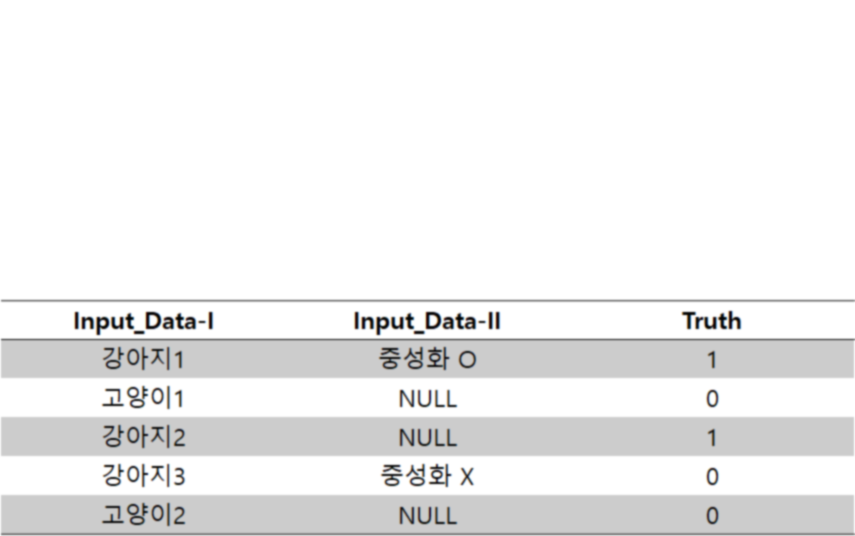 Input_Data-I Input_Data-II Truth
강아지1 중성화 O 1
고양이1 NULL 0
강아지2 NULL 1
강아지3 중성화 X 0
고양이2 NULL 0